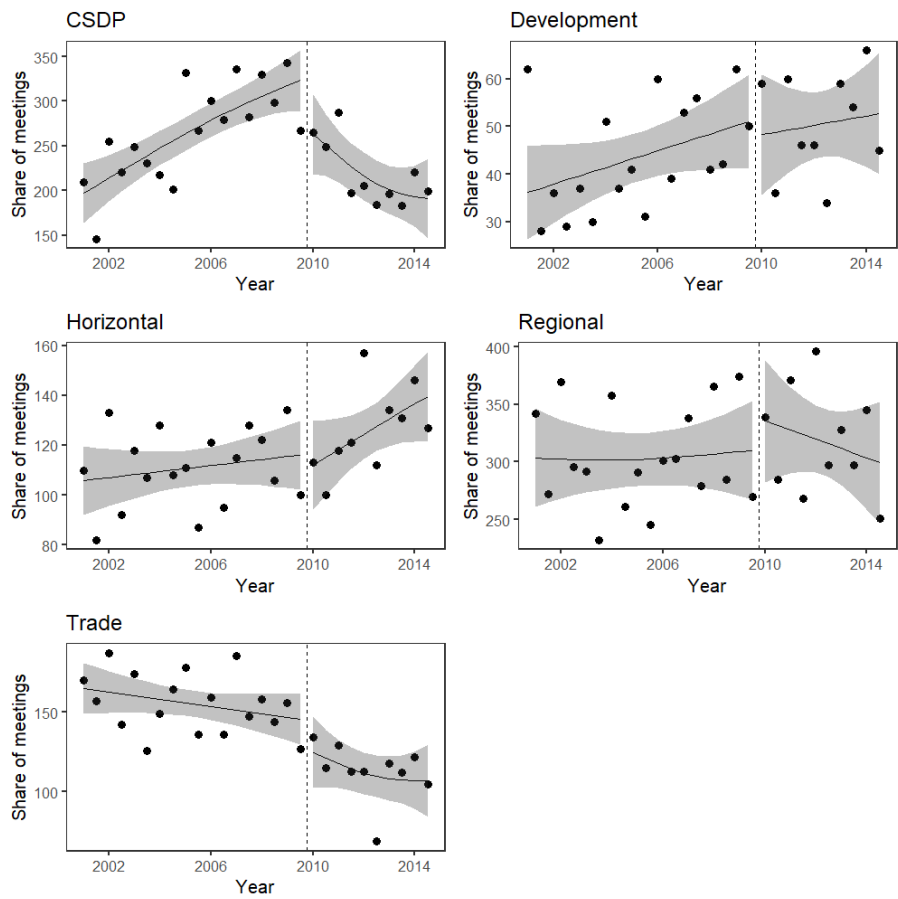 CSDP
Share of meetings
350
300
250
200
150
2002 2006 2010 2014
Year
Development
Share of meetings
60
50
40
30
2002 2006 2010 2014
Year
Horizontal
Share of meetings
160
140
120
100
80
2002 2006 2010 2014
Year
Regional
Share of meetings
400
350
300
250
2002 2006 2010 2014
Year
Trade
Share of meetings
150
100
2002 2006 2010 2014
Year